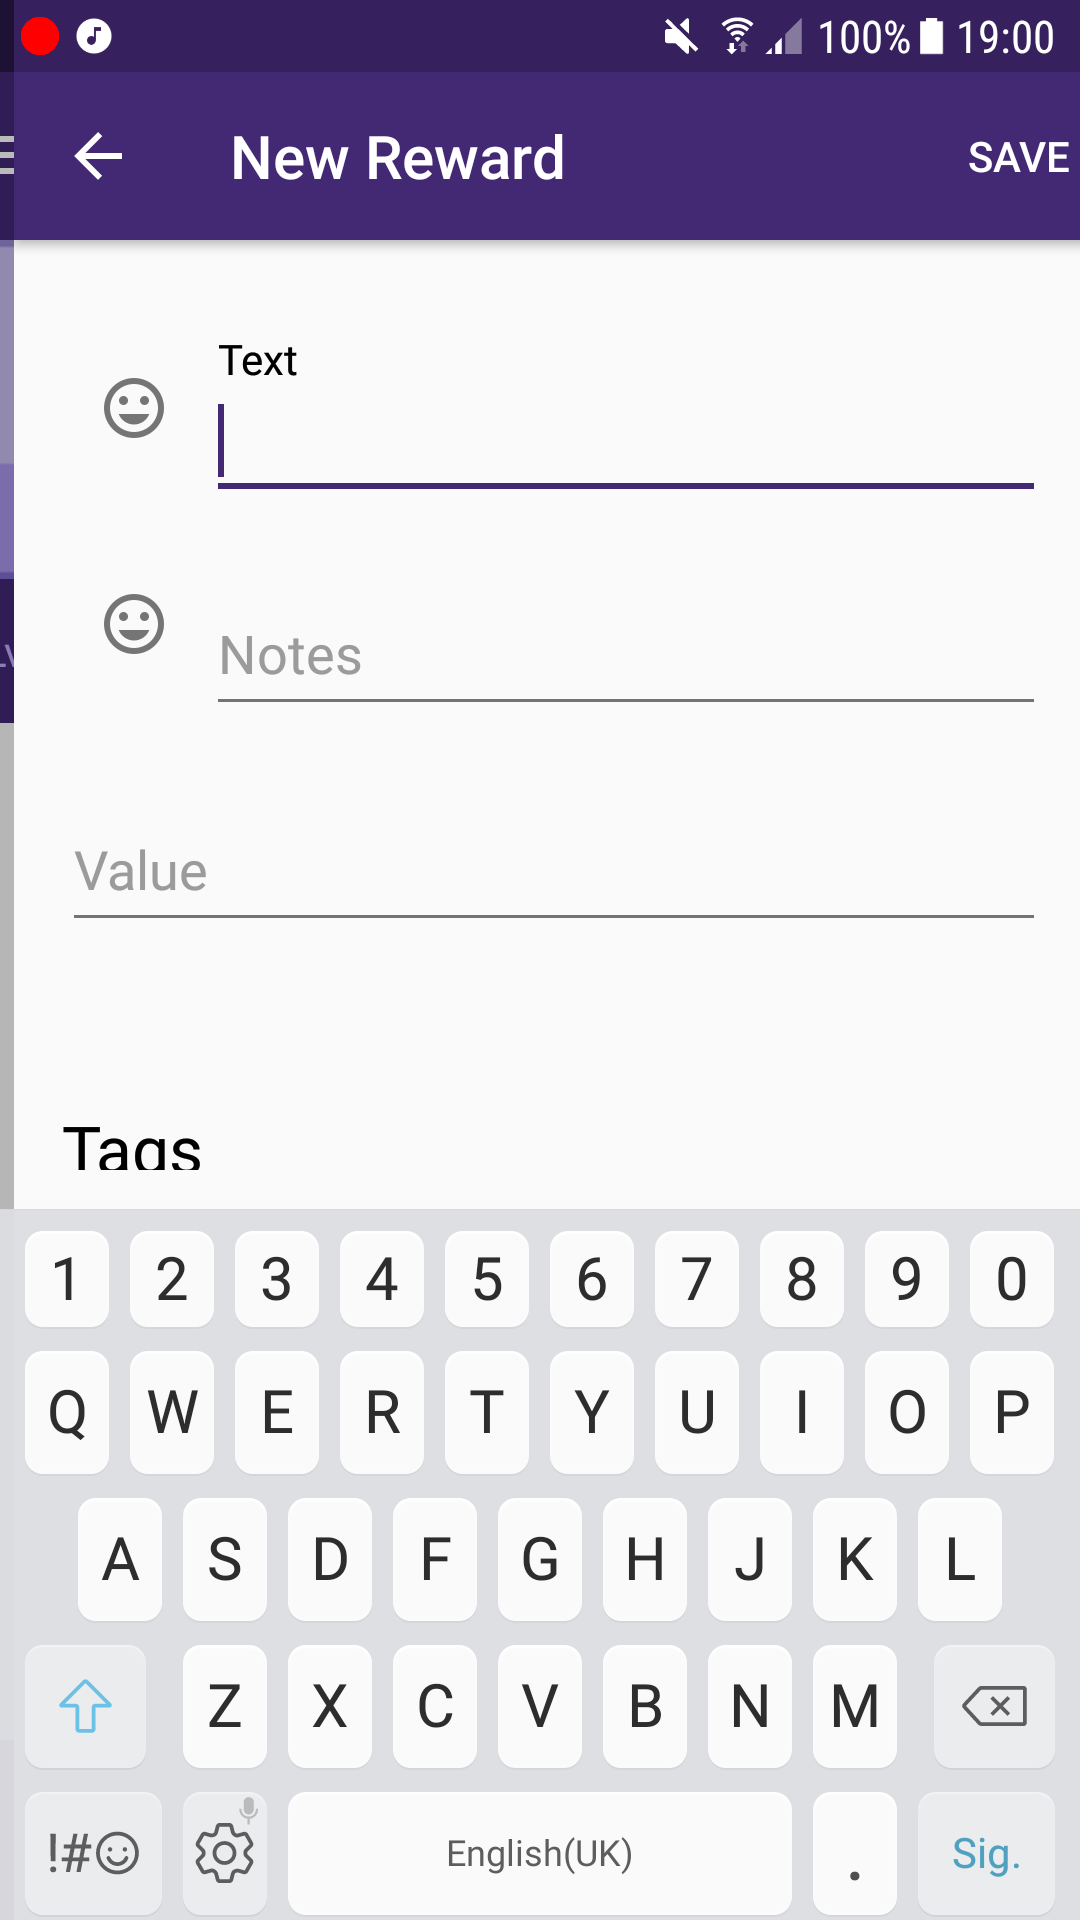 100% 19:00
New Reward SAVE
Text
Notes
Value
Tags
1 2 3 4 5 6 7 8 9 0
Q W E R T Y U I O P
A S D F G H J K L
Z X C V B N M
!# English(UK) . Sig.